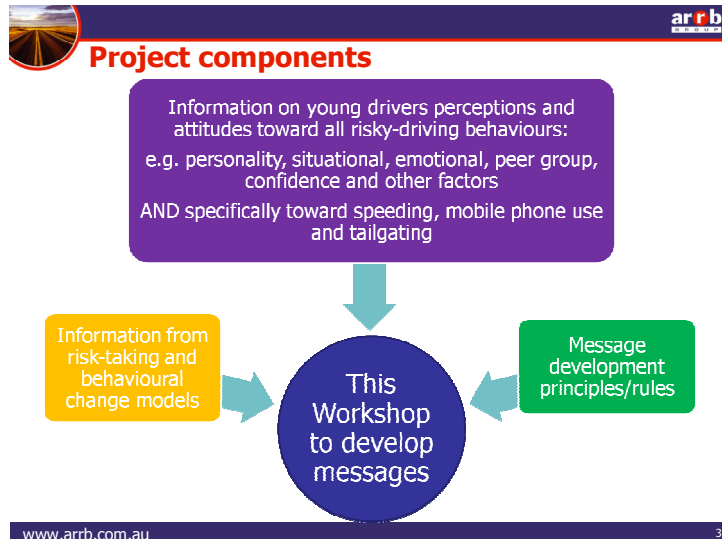 arrb
GROUP
Project components
Information on young drivers perceptions and
attitudes toward all risky-driving behaviours:
e.g. personality, situational, emotional, peer group,
confidence and other factors
AND specifically toward speeding, mobile phone use
and tailgating
Information from
risk-taking and
behavioural
change models
This
Workshop
to develop
messages
Message
development
principles/rules
www.arrb.com.au
3